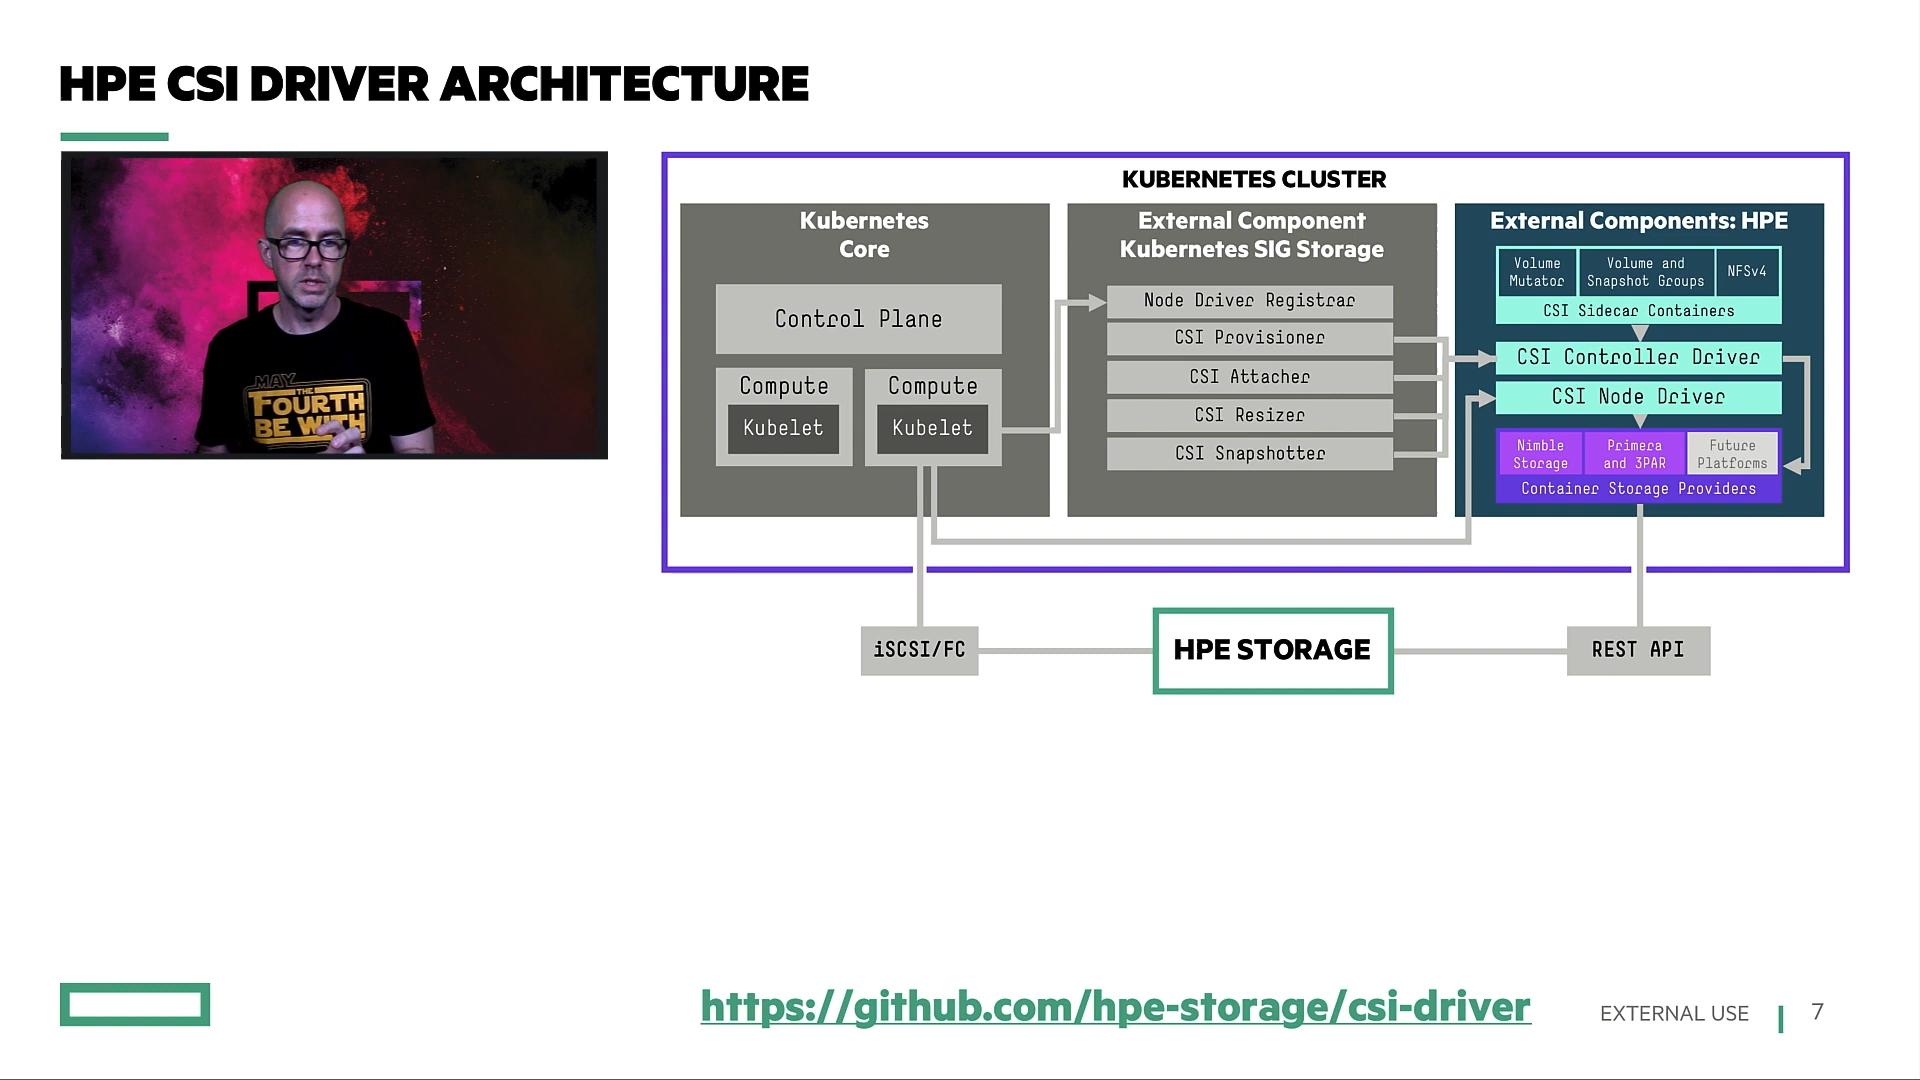 HPE CSI DRIVER ARCHITECTURE
MAY
THE
FOURTH
BE WITH
KUBERNETES CLUSTER
Kubernetes
Core
Control Plane
Compute
Kubelet
Compute
Kubelet
External Component
Kubernetes SIG Storage
Node Driver Registrar
CSI Provisioner
CSI Attacher
CSI Resizer
CSI Snapshotter
External Components: HPE
Volume
Mutator
Volume and
Snapshot Groups
NFSv4
CSI Sidecar Containers
CSI Controller Driver
CSI Node Driver
Nimble
Storage
Primera
and 3PAR
Future
Platforms
Container Storage Providers
iSCSI/FC
HPE STORAGE
REST API
https://github.com/hpe-storage/csi-driver
EXTERNAL USE
7